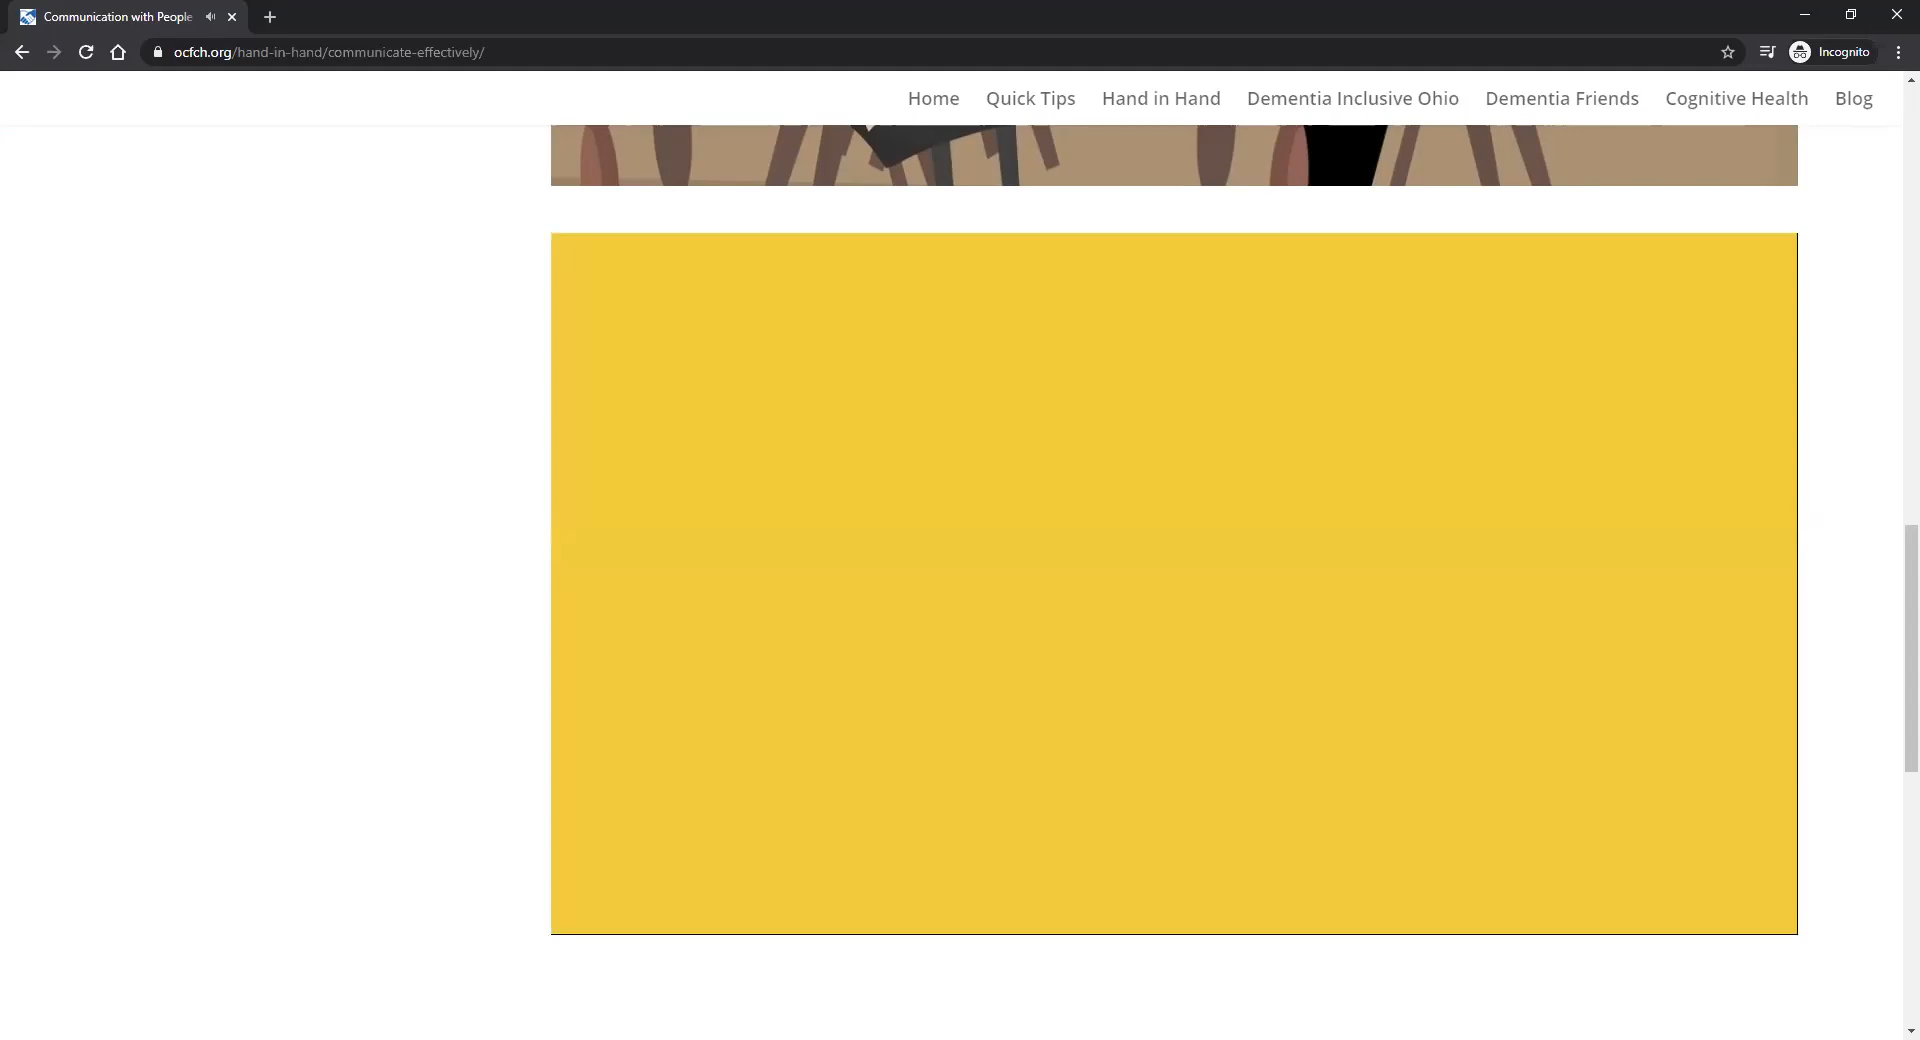 Communication with People
ocfch.org/hand-in-hand/communicate-effectively/
Incognito
Home
Quick Tips
Hand in Hand
Dementia Inclusive Ohio
Dementia Friends
Cognitive Health
Blog